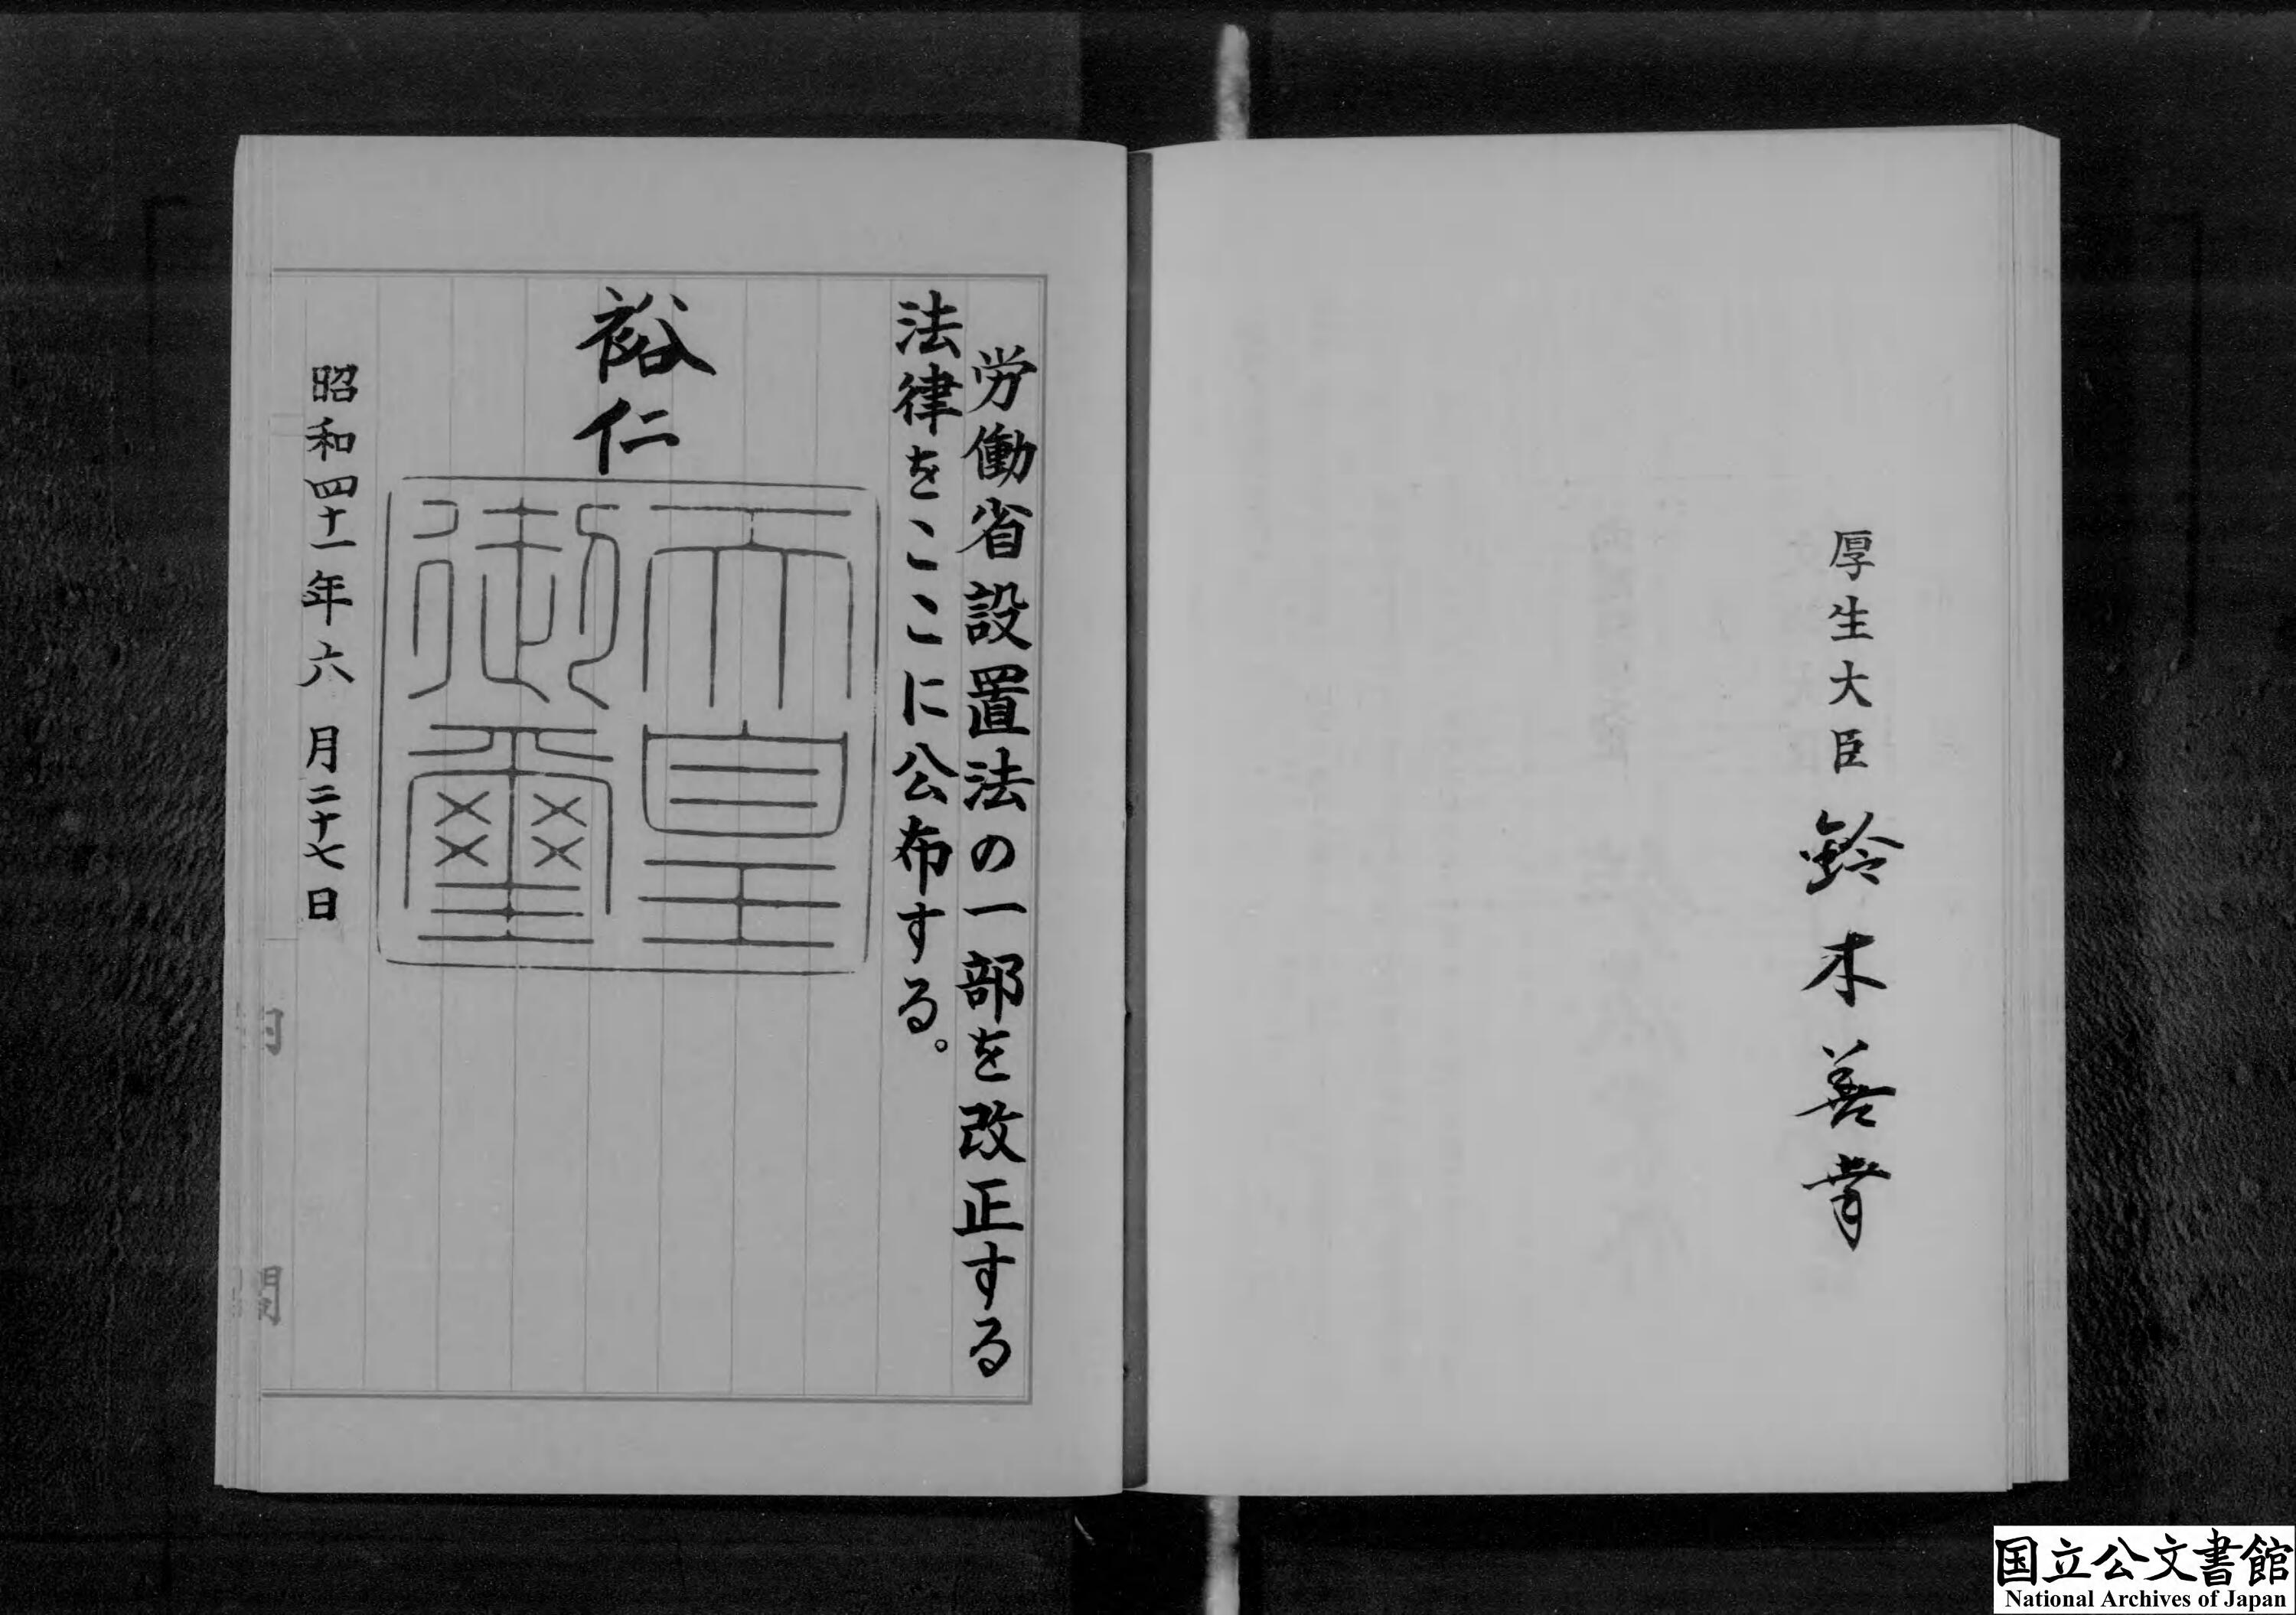 厚生大臣 鈴木善幸
労働省設置法の一部を改正する
法律をここに公布する。
裕仁
天皇
御璽
昭和四十一年六月二十七日
内
閣
国立公文書館
National Archives of Japan